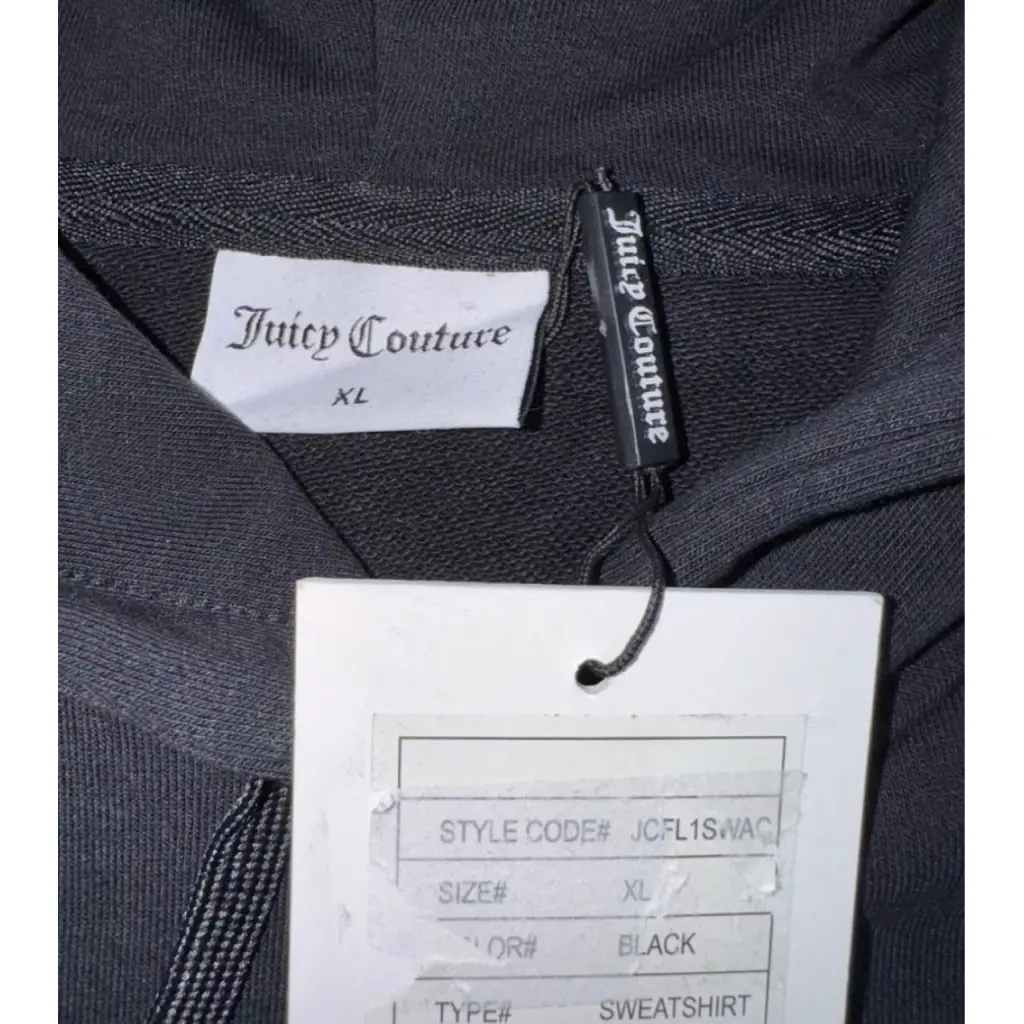 Juicy Couture
XL
Juicy Couture
STYLE CODE# JCFL1SWAC
SIZE# XL
BLACK
TYPE# SWEATSHIRT